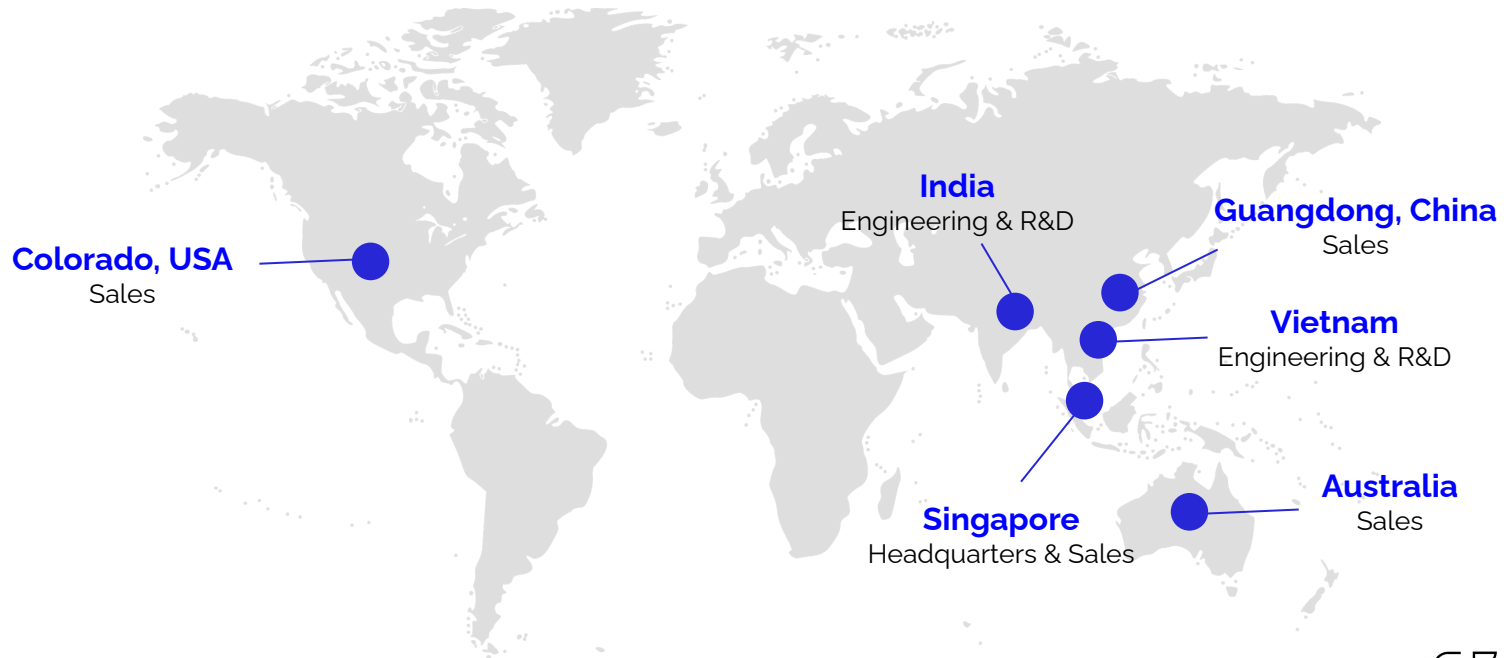 India
Engineering & R&D
Guangdong, China
Sales
Colorado, USA
Sales
Vietnam
Engineering & R&D
Australia
Sales
Singapore
Headquarters & Sales